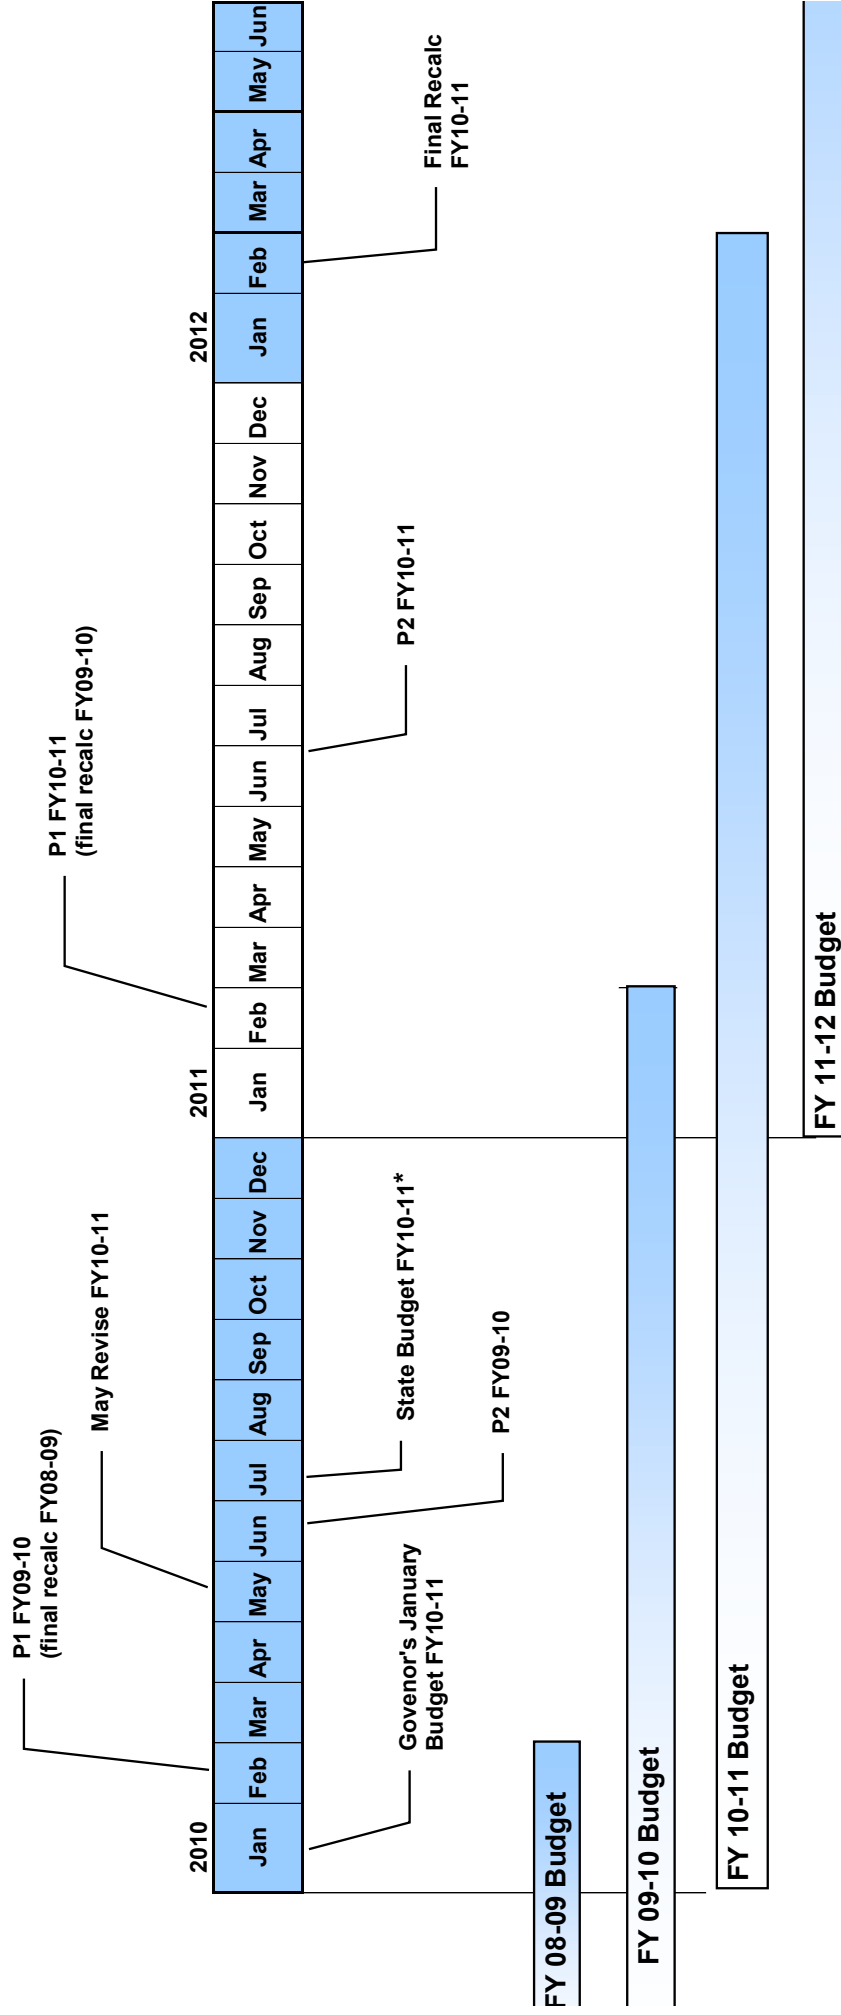 P1 FY09-10
(final recalc FY08-09)
May Revise FY10-11
P1 FY10-11
(final recalc FY09-10)
2010
2011
2012
Jan
Feb
Mar
Apr
May
Jun
Jul
Aug
Sep
Oct
Nov
Dec
Jan
Feb
Mar
Apr
May
Jun
Jul
Aug
Sep
Oct
Nov
Dec
Jan
Feb
Mar
Apr
May
Jun
Govenor's January
Budget FY10-11
State Budget FY10-11*
P2 FY09-10
P2 FY10-11
Final Recalc
FY10-11
FY 08-09 Budget
FY 09-10 Budget
FY 10-11 Budget
FY 11-12 Budget